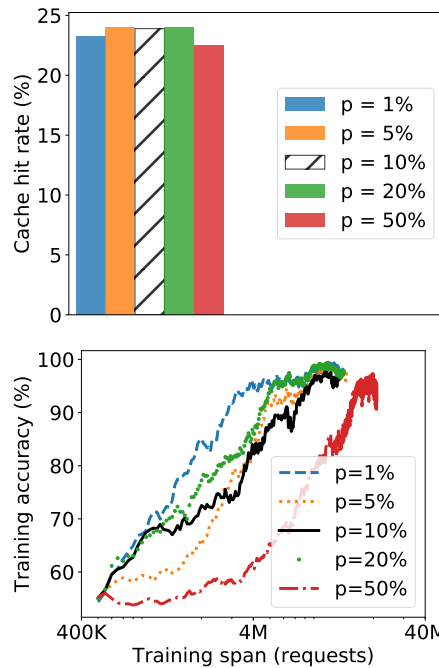 25
20
15
10
5
0
Cache hit rate (%)
p = 1%
p = 5%
p = 10%
p = 20%
p = 50%
100
90
80
70
60
Training accuracy (%)
p=1%
p=5%
p=10%
p=20%
p=50%
400K 4M 40M
Training span (requests)